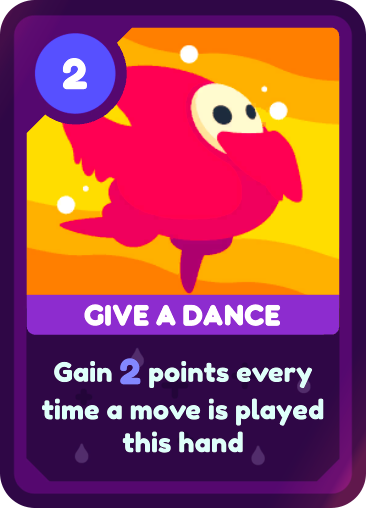 2
GIVE A DANCE
Gain 2 points every
time a move is played
this hand